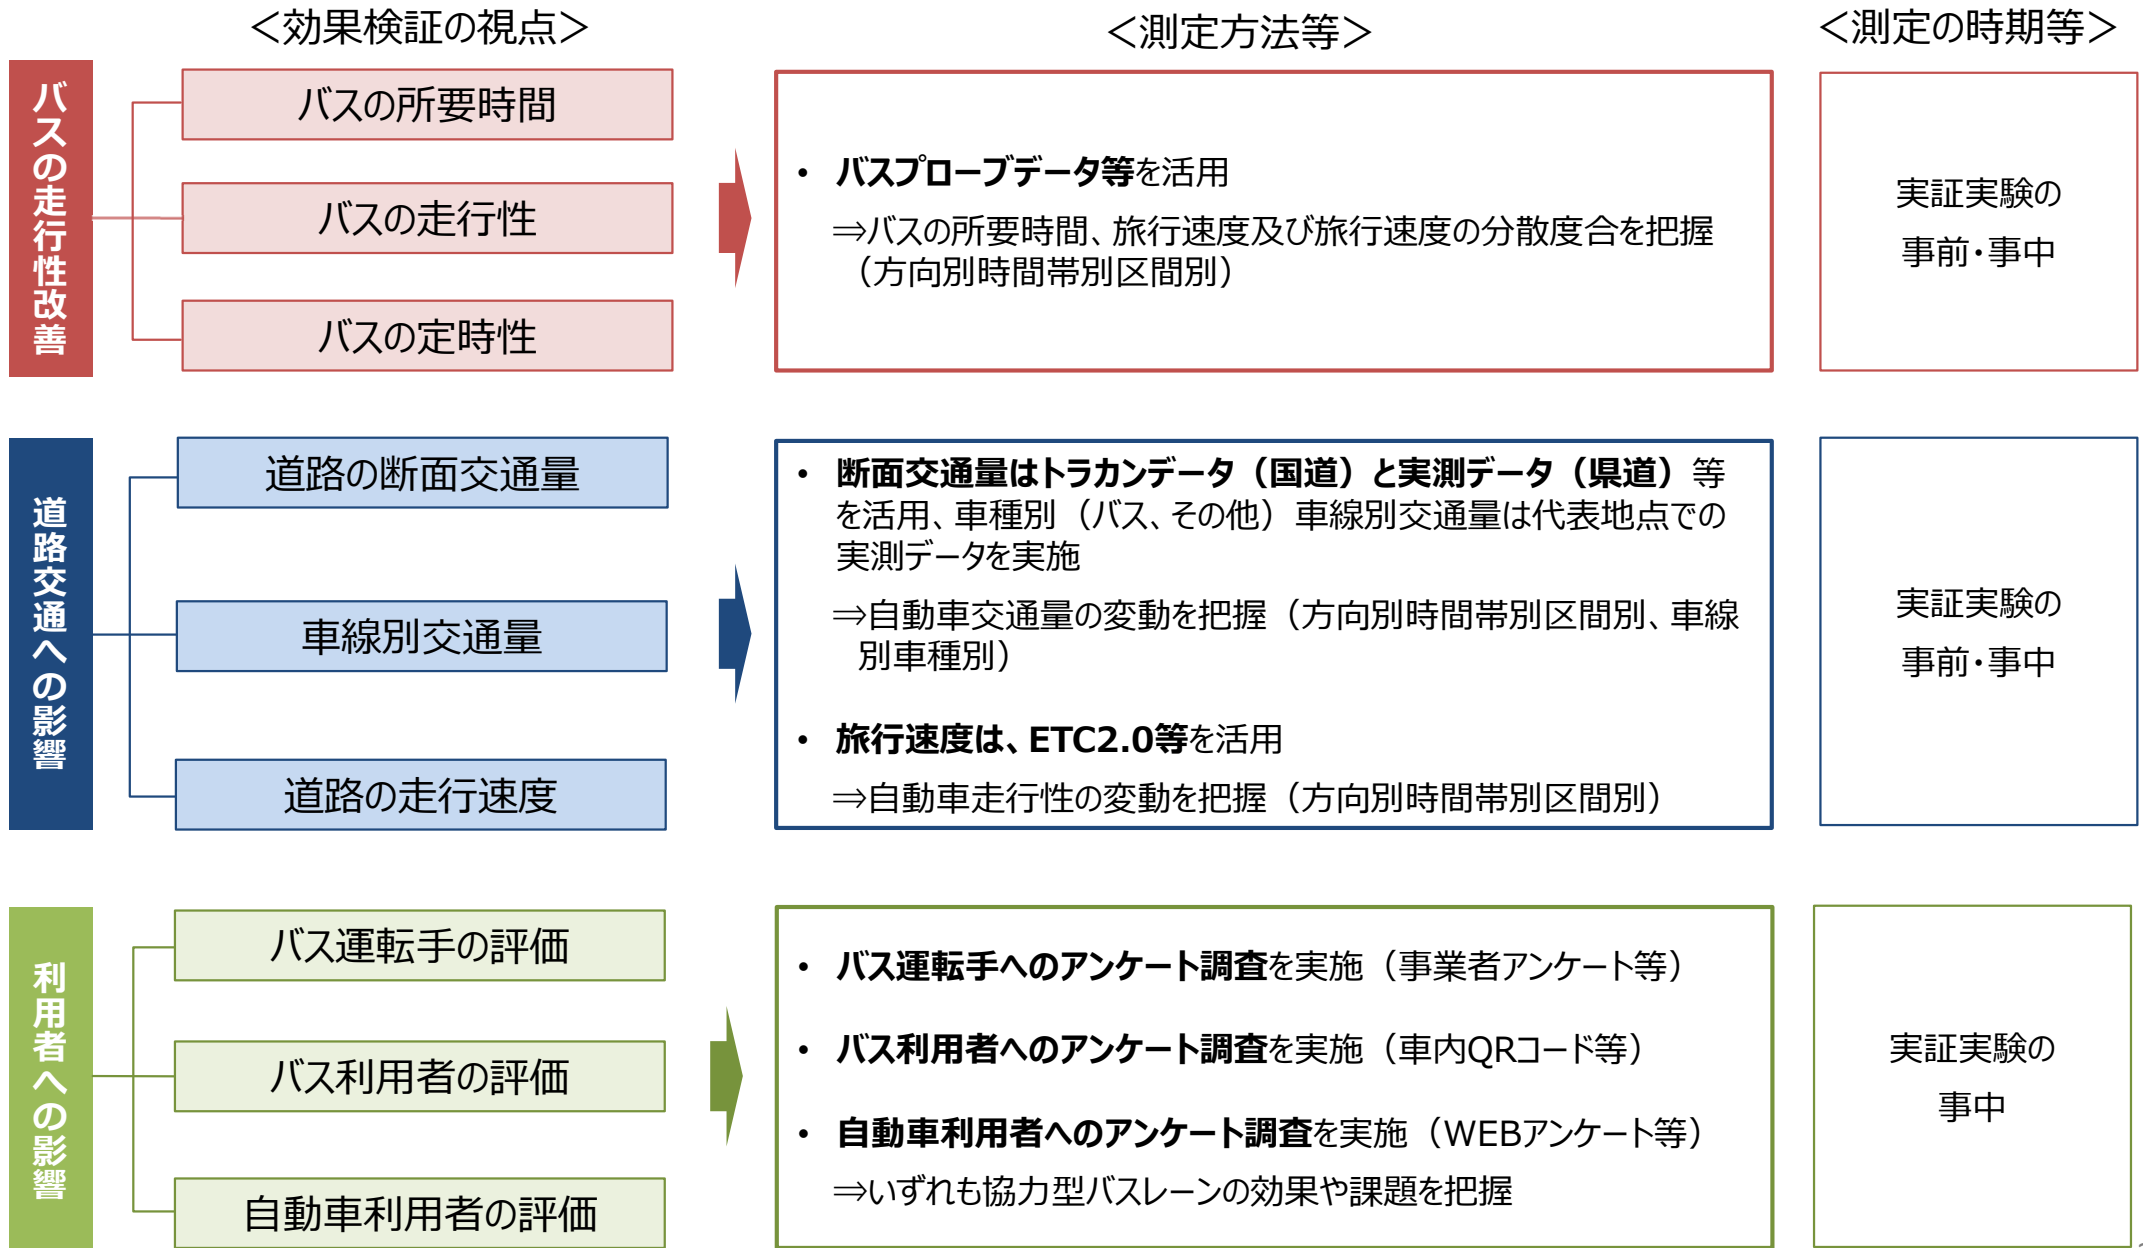 ＜効果検証の視点＞
＜測定方法等＞
＜測定の時期等＞
バスの走行性改善
バスの所要時間
バスの走行性
バスの定時性
• バスプローブデータ等を活用
⇒バスの所要時間、旅行速度及び旅行速度の分散度合を把握
（方向別時間帯別区間別）
実証実験の
事前・事中
道路交通への影響
道路の断面交通量
車線別交通量
道路の走行速度
• 断面交通量はトラカンデータ（国道）と実測データ（県道）等
を活用、車種別（バス、その他）車線別交通量は代表地点での
実測データを実施
⇒自動車交通量の変動を把握（方向別時間帯別区間別、車線
別車種別）
• 旅行速度は、ETC2.0等を活用
⇒自動車走行性の変動を把握（方向別時間帯別区間別）
実証実験の
事前・事中
利用者への影響
バス運転手の評価
バス利用者の評価
自動車利用者の評価
• バス運転手へのアンケート調査を実施（事業者アンケート等）
• バス利用者へのアンケート調査を実施（車内QRコード等）
• 自動車利用者へのアンケート調査を実施（WEBアンケート等）
⇒いずれも協力型バスレーンの効果や課題を把握
実証実験の
事中